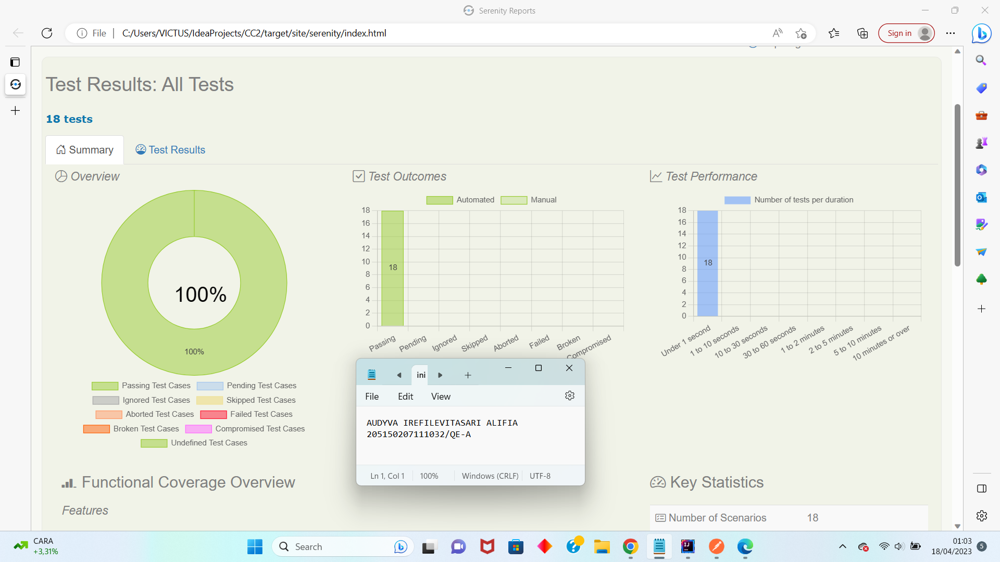 Serenity Reports
File
C:/Users/VICTUS/IdeaProjects/CC2/target/site/serenity/index.html
Sign in
Test Results: All Tests
18 tests
Summary
Test Results
Overview
100%
100%
Passing Test Cases
Pending Test Cases
Ignored Test Cases
Skipped Test Cases
Aborted Test Cases
Failed Test Cases
Broken Test Cases
Compromised Test Cases
Undefined Test Cases
Test Outcomes
Automated
Manual
18
16
14
12
10
8
6
4
2
0
18
Passing
Pending
Ignored
Skipped
Aborted
Failed
Broken
Compromised
Test Performance
Number of tests per duration
18
16
14
12
10
8
6
4
2
0
18
Under 1 second
1 to 10 seconds
10 to 30 seconds
30 to 60 seconds
1 to 2 minutes
2 to 5 minutes
5 to 10 minutes
10 minutes or over
ini
File
Edit
View
AUDYVA IREFILEVITASARI ALIFIA
205150207111032/QE-A
Ln 1, Col 1
100%
Windows (CRLF)
UTF-8
Functional Coverage Overview
Features
Key Statistics
Number of Scenarios
18
CARA
+3,31%
Search
01:03
18/04/2023
5